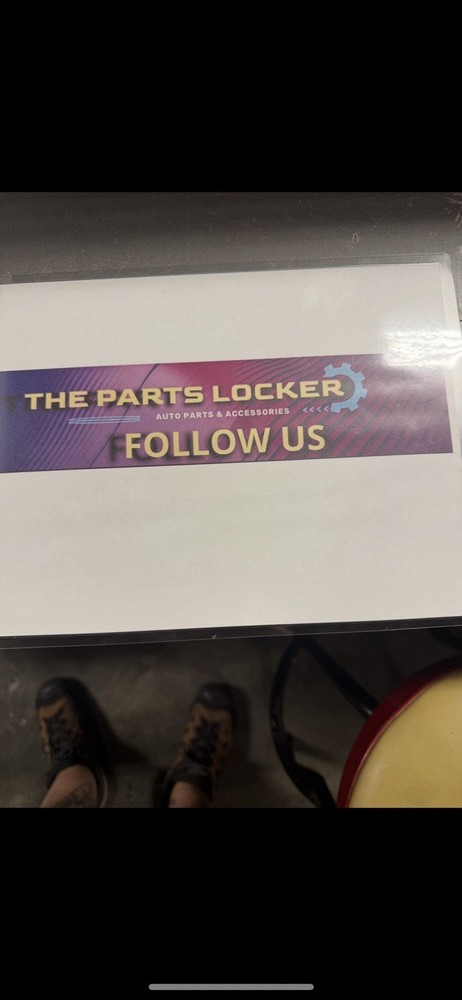 THE PARTS LOCKER
AUTO PARTS & ACCESSORIES <<<<
FOLLOW US